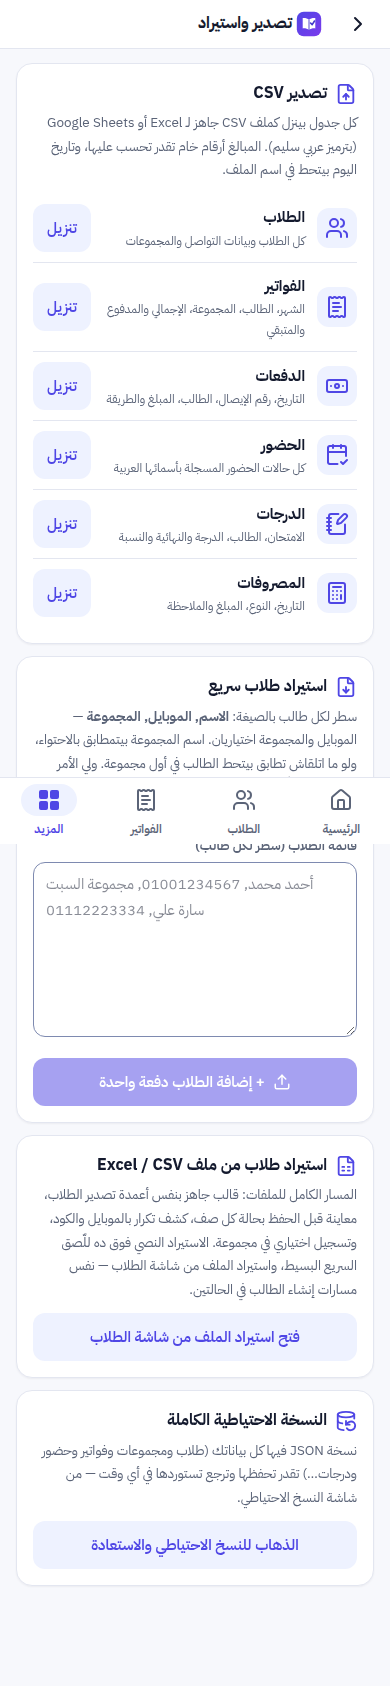 تصدير واستيراد
تصدير CSV
كل جدول بينزل كملف CSV جاهز لـ Excel أو Google Sheets
(بترميز عربي سليم). المبالغ أرقام خام تقدر تحسب عليها، وتاريخ
اليوم بيتحط في اسم الملف.
الطلاب
كل الطلاب وبيانات التواصل والمجموعات
تنزيل
الفواتير
الشهر، الطالب، المجموعة، الإجمالي والمدفوع
والمتبقي
تنزيل
الدفعات
التاريخ، رقم الإيصال، الطالب، المبلغ والطريقة
تنزيل
الحضور
كل حالات الحضور المسجلة بأسمائها العربية
تنزيل
الدرجات
الامتحان، الطالب، الدرجة والنهائية والنسبة
تنزيل
المصروفات
التاريخ، النوع، المبلغ والملاحظة
تنزيل
استيراد طلاب سريع
سطر لكل طالب بالصيغة: الاسم, الموبايل, المجموعة —
الموبايل والمجموعة اختياريان. اسم المجموعة بيتمطابق بالاحتواء،
ولو ما اتلقاش تطابق بيتحط الطالب في أول مجموعة. ولي الأمر
الرئيسية
الطلاب
الفواتير
المزيد
قائمة الطلاب (سطر لكل طالب)
أحمد محمد, 01001234567, مجموعة السبت
سارة علي, 01112223334
+ إضافة الطلاب دفعة واحدة
استيراد طلاب من ملف Excel / CSV
المسار الكامل للملفات: قالب جاهز بنفس أعمدة تصدير الطلاب،
معاينة قبل الحفظ بحالة كل صف، كشف تكرار بالموبايل والكود،
وتسجيل اختياري في مجموعة. الاستيراد النصي فوق ده للّصق
السريع البسيط، واستيراد الملف من شاشة الطلاب — نفس
مسارات إنشاء الطالب في الحالتين.
فتح استيراد الملف من شاشة الطلاب
النسخة الاحتياطية الكاملة
نسخة JSON فيها كل بياناتك (طلاب ومجموعات وفواتير وحضور
ودرجات…) تقدر تحفظها وترجع تستوردها في أي وقت — من
شاشة النسخ الاحتياطي.
الذهاب للنسخ الاحتياطي والاستعادة